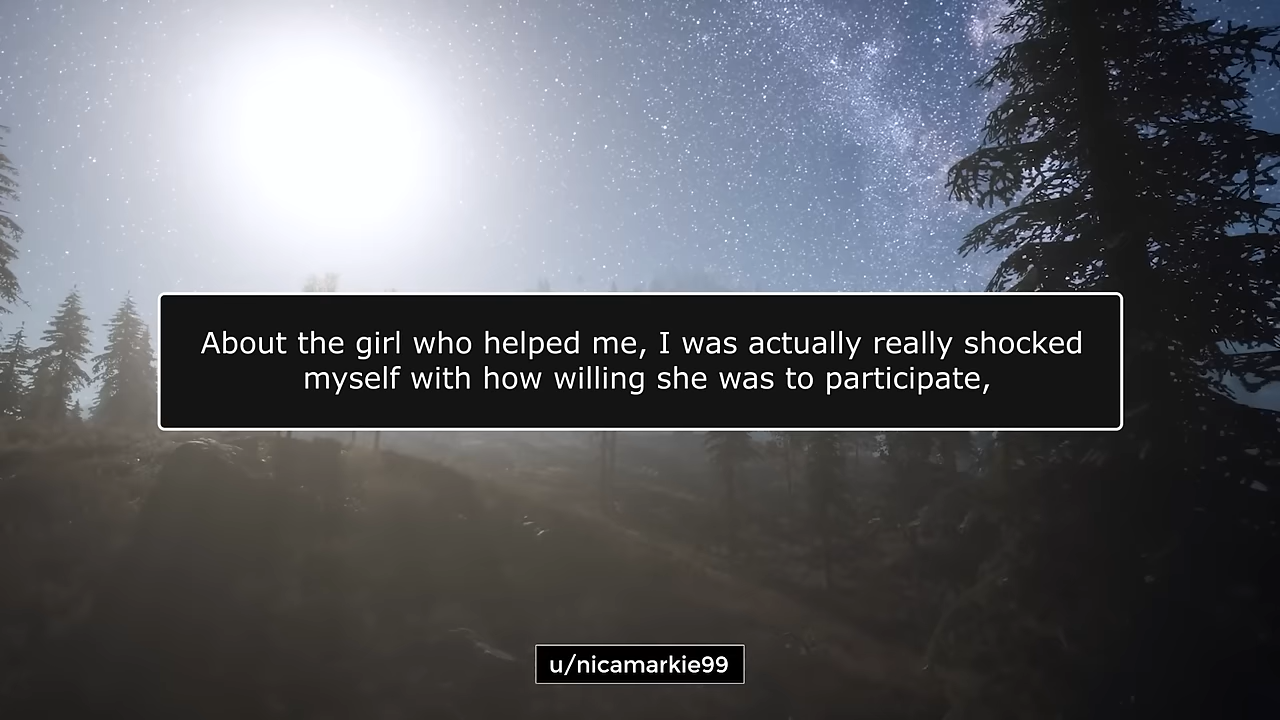 About the girl who helped me, I was actually really shocked
myself with how willing she was to participate,
u/nicamarkie99